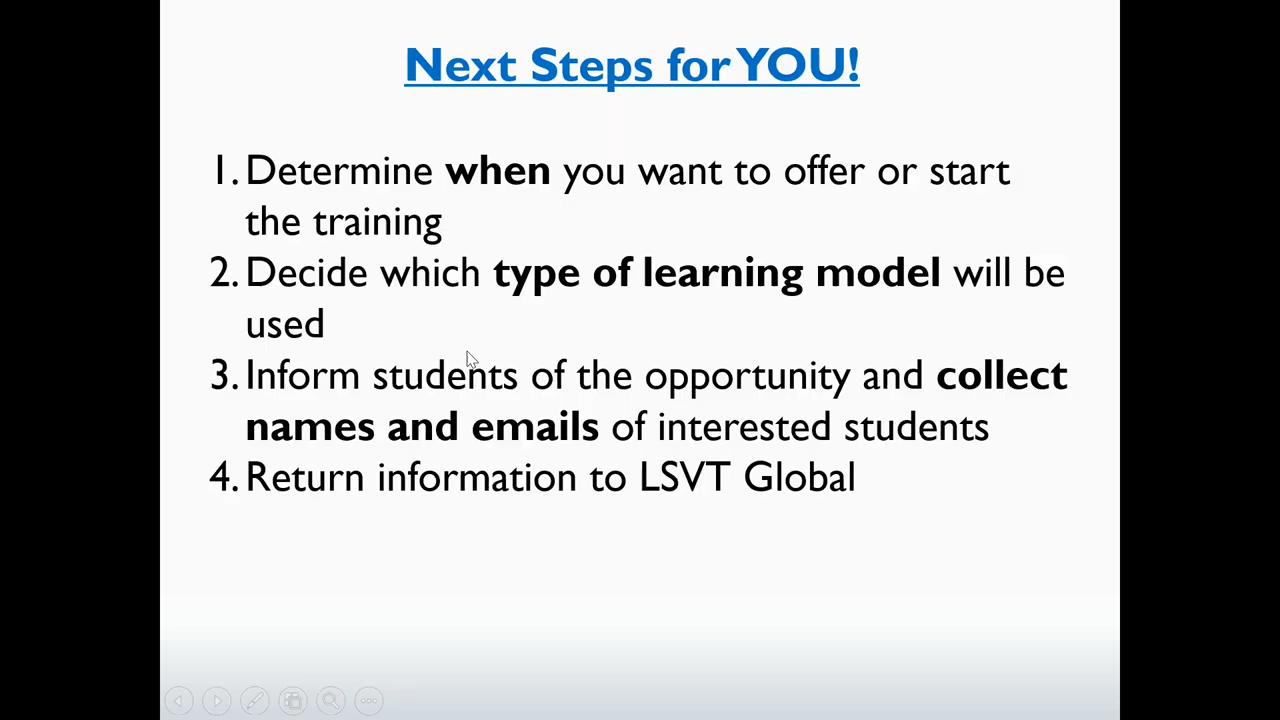 Next Steps for YOU!
1. Determine when you want to offer or start
the training
2. Decide which type of learning model will be
used
3. Inform students of the opportunity and collect
names and emails of interested students
4. Return information to LSVT Global